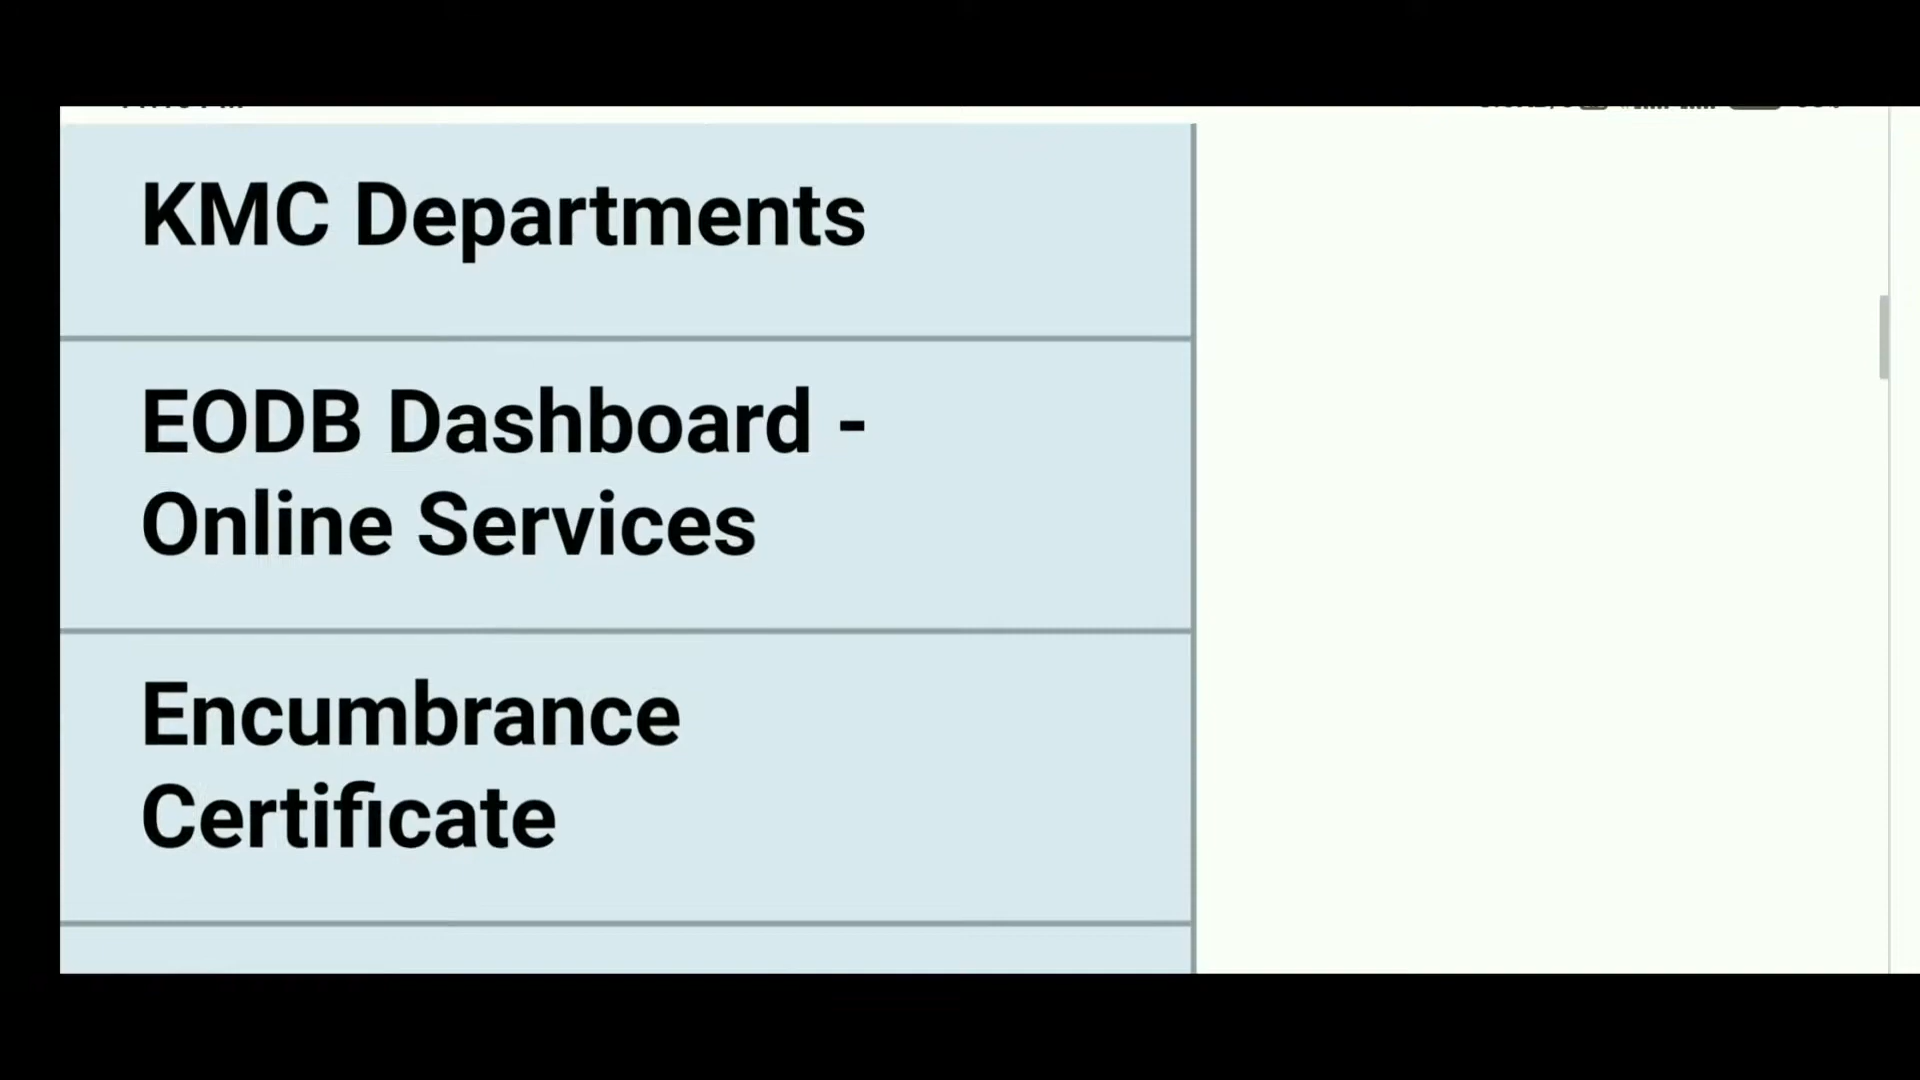 KMC Departments
EODB Dashboard -
Online Services
Encumbrance
Certificate